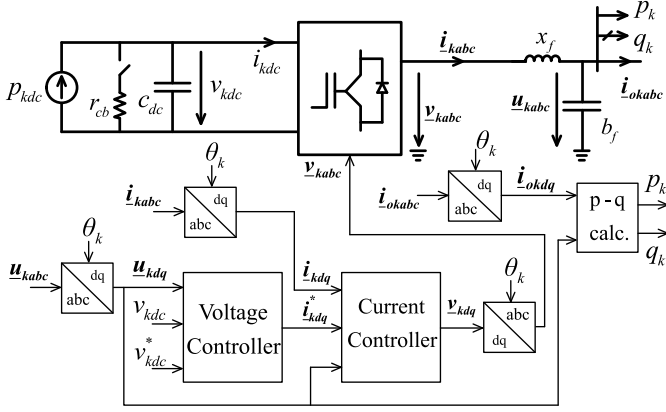 p_k
q_k
i_kdc
i_kabc
x_f
i_okabc
p_kdc
r_cb
c_dc
v_kdc
v_kabc
u_kabc
b_f
θ_k
v_kabc
θ_k
i_kabc
dq
abc
i_okabc
dq
abc
i_okdq
p-q
calc.
p_k
q_k
θ_k
u_kabc
dq
abc
u_kdq
v_kdc
v*_kdc
Voltage
Controller
i_kdq
i*_kdq
Current
Controller
v_kdq
θ_k
abc
dq